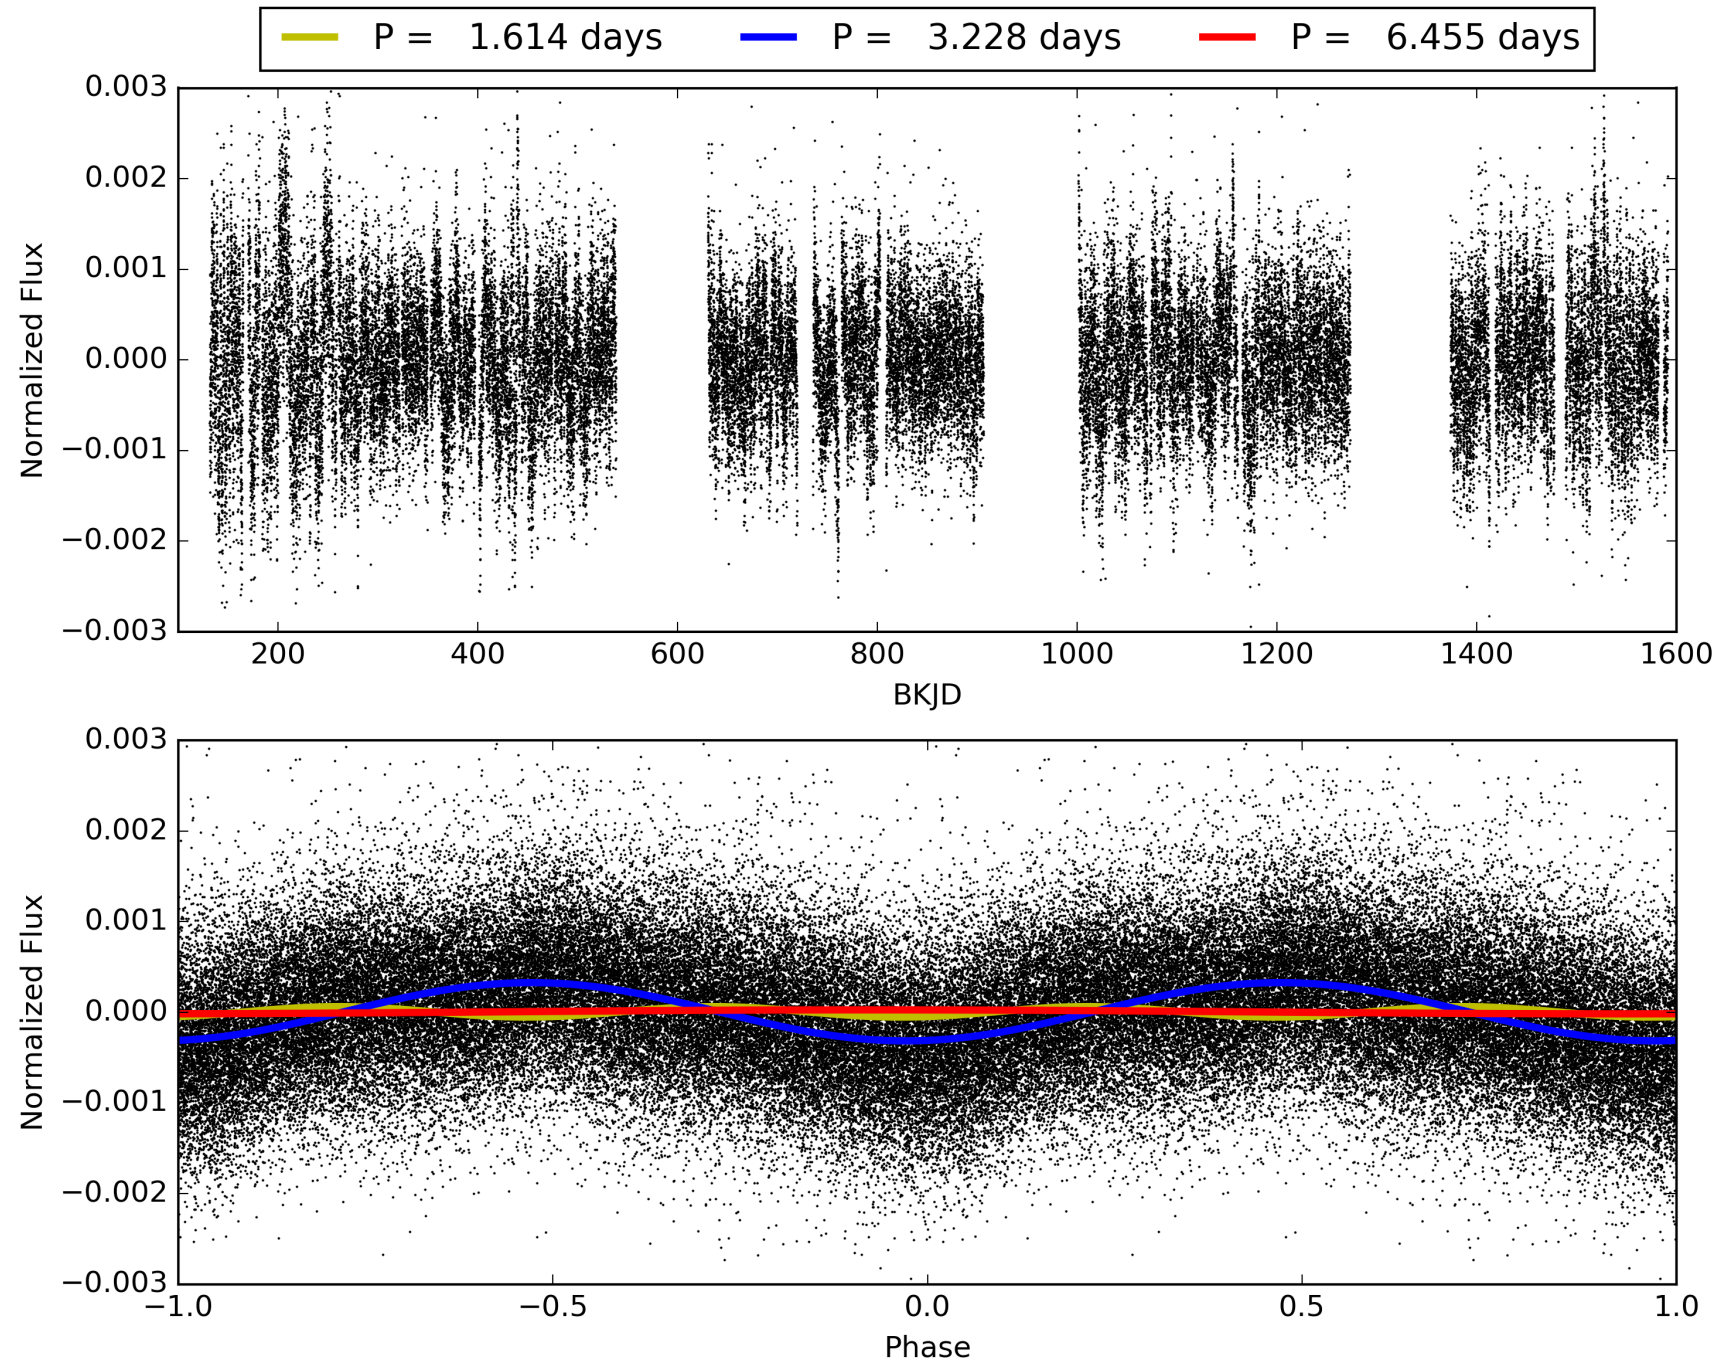 P = 1.614 days P = 3.228 days P = 6.455 days
0.003
0.002
0.001
0.000
−0.001
−0.002
−0.003
Normalized Flux
200 400 600 800 1000 1200 1400 1600
BKJD
0.003
0.002
0.001
0.000
−0.001
−0.002
−0.003
Normalized Flux
−1.0 −0.5 0.0 0.5 1.0
Phase